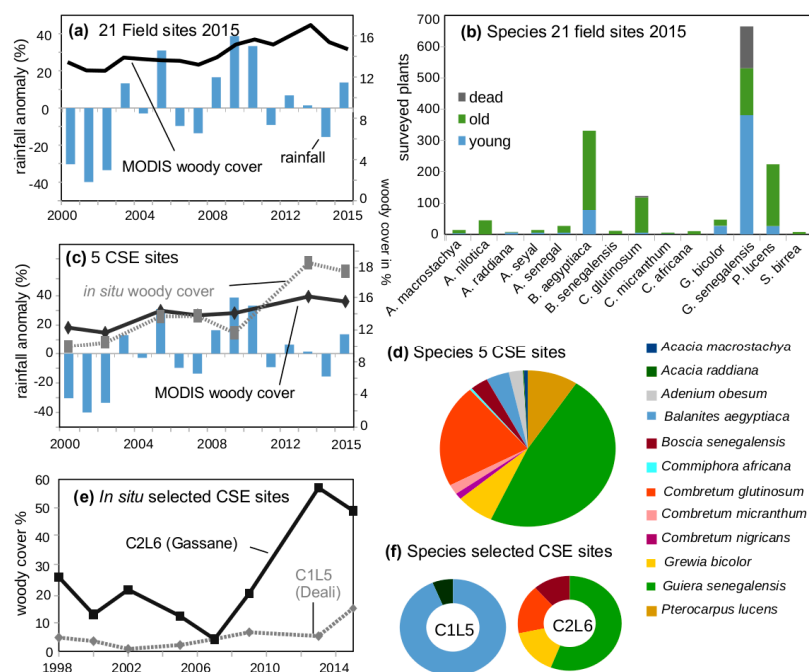 (a) 21 Field sites 2015
rainfall anomaly (%)
40
20
0
-20
-40
16
12
8
4
0
MODIS woody cover
rainfall
2000
2004
2008
2012
2015
woody cover in %
(b) Species 21 field sites 2015
surveyed plants
700
600
500
400
300
200
100
0
dead
old
young
A. macrostachya
A. nilotica
A. raddiana
A. seyal
A. senegal
B. aegyptiaca
B. senegalensis
C. glutinosum
C. micranthum
C. africana
G. bicolor
G. senegalensis
P. lucens
S. birrea
(c) 5 CSE sites
rainfall anomaly (%)
40
20
0
-20
-40
18
16
12
8
4
0
in situ woody cover
MODIS woody cover
2000
2004
2008
2012
2015
(d) Species 5 CSE sites
Acacia macrostachya
Acacia raddiana
Adenium obesum
Balanites aegyptiaca
Boscia senegalensis
Commiphora africana
Combretum glutinosum
Combretum micranthum
Combretum nigricans
Grewia bicolor
Guiera senegalensis
Pterocarpus lucens
(e) In situ selected CSE sites
woody cover %
60
50
40
30
20
10
0
C2L6 (Gassane)
C1L5
(Deali)
1998
2002
2006
2010
2014
(f) Species selected CSE sites
C1L5
C2L6